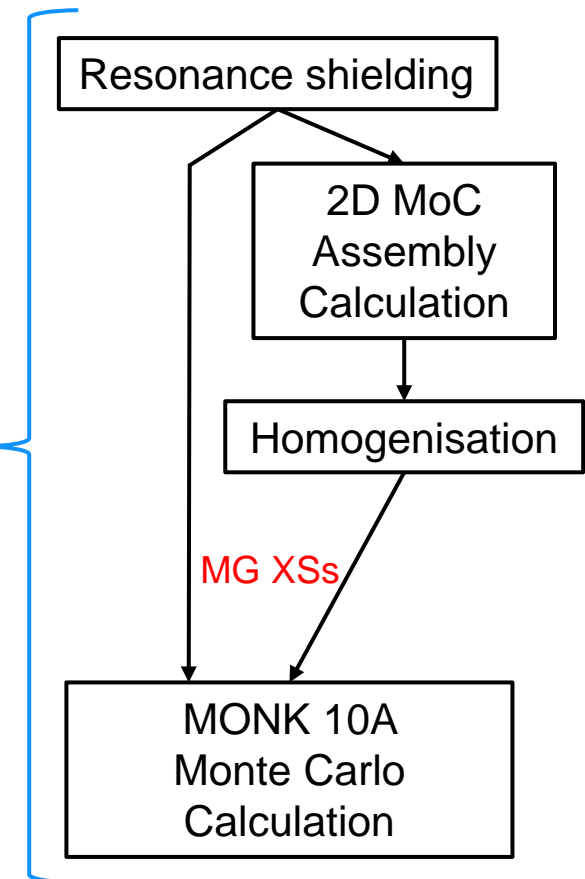 Resonance shielding
2D MoC
Assembly
Calculation
Homogenisation
MG XSs
MONK 10A
Monte Carlo
Calculation